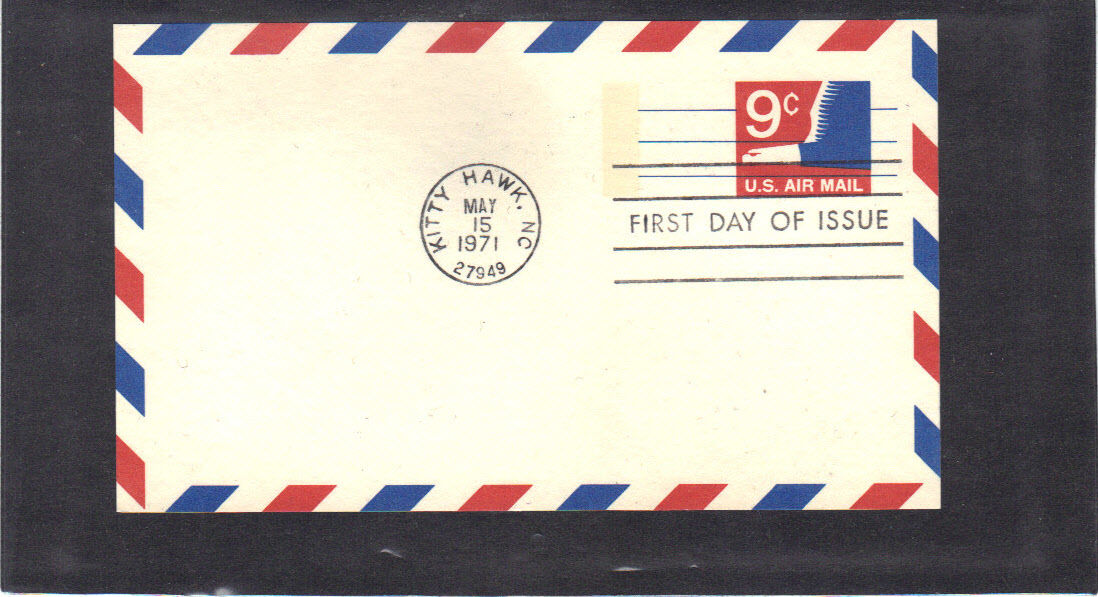 9¢
U.S. AIR MAIL
KITTY HAWK, NC
MAY
15
1971
27949
FIRST DAY OF ISSUE